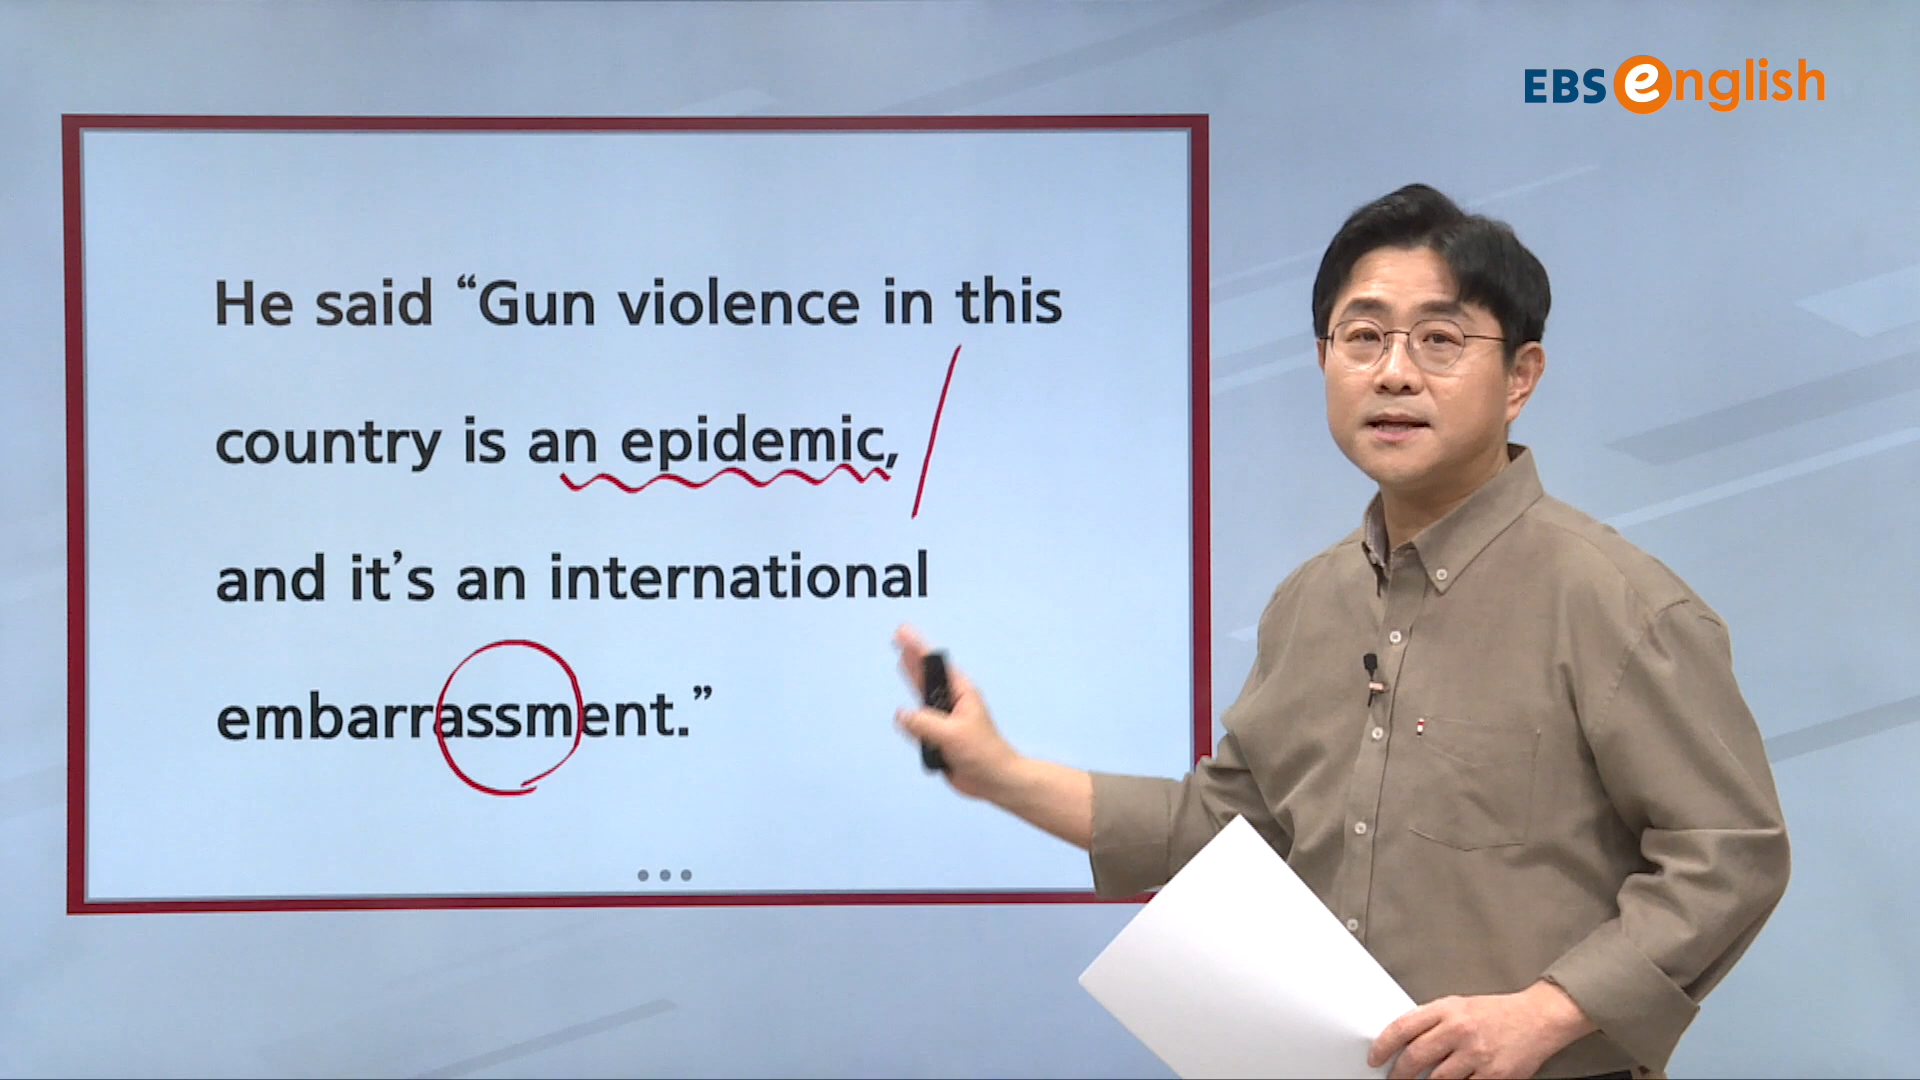 EBS english
He said “Gun violence in this
country is an epidemic,
and it’s an international
embarrassment.”